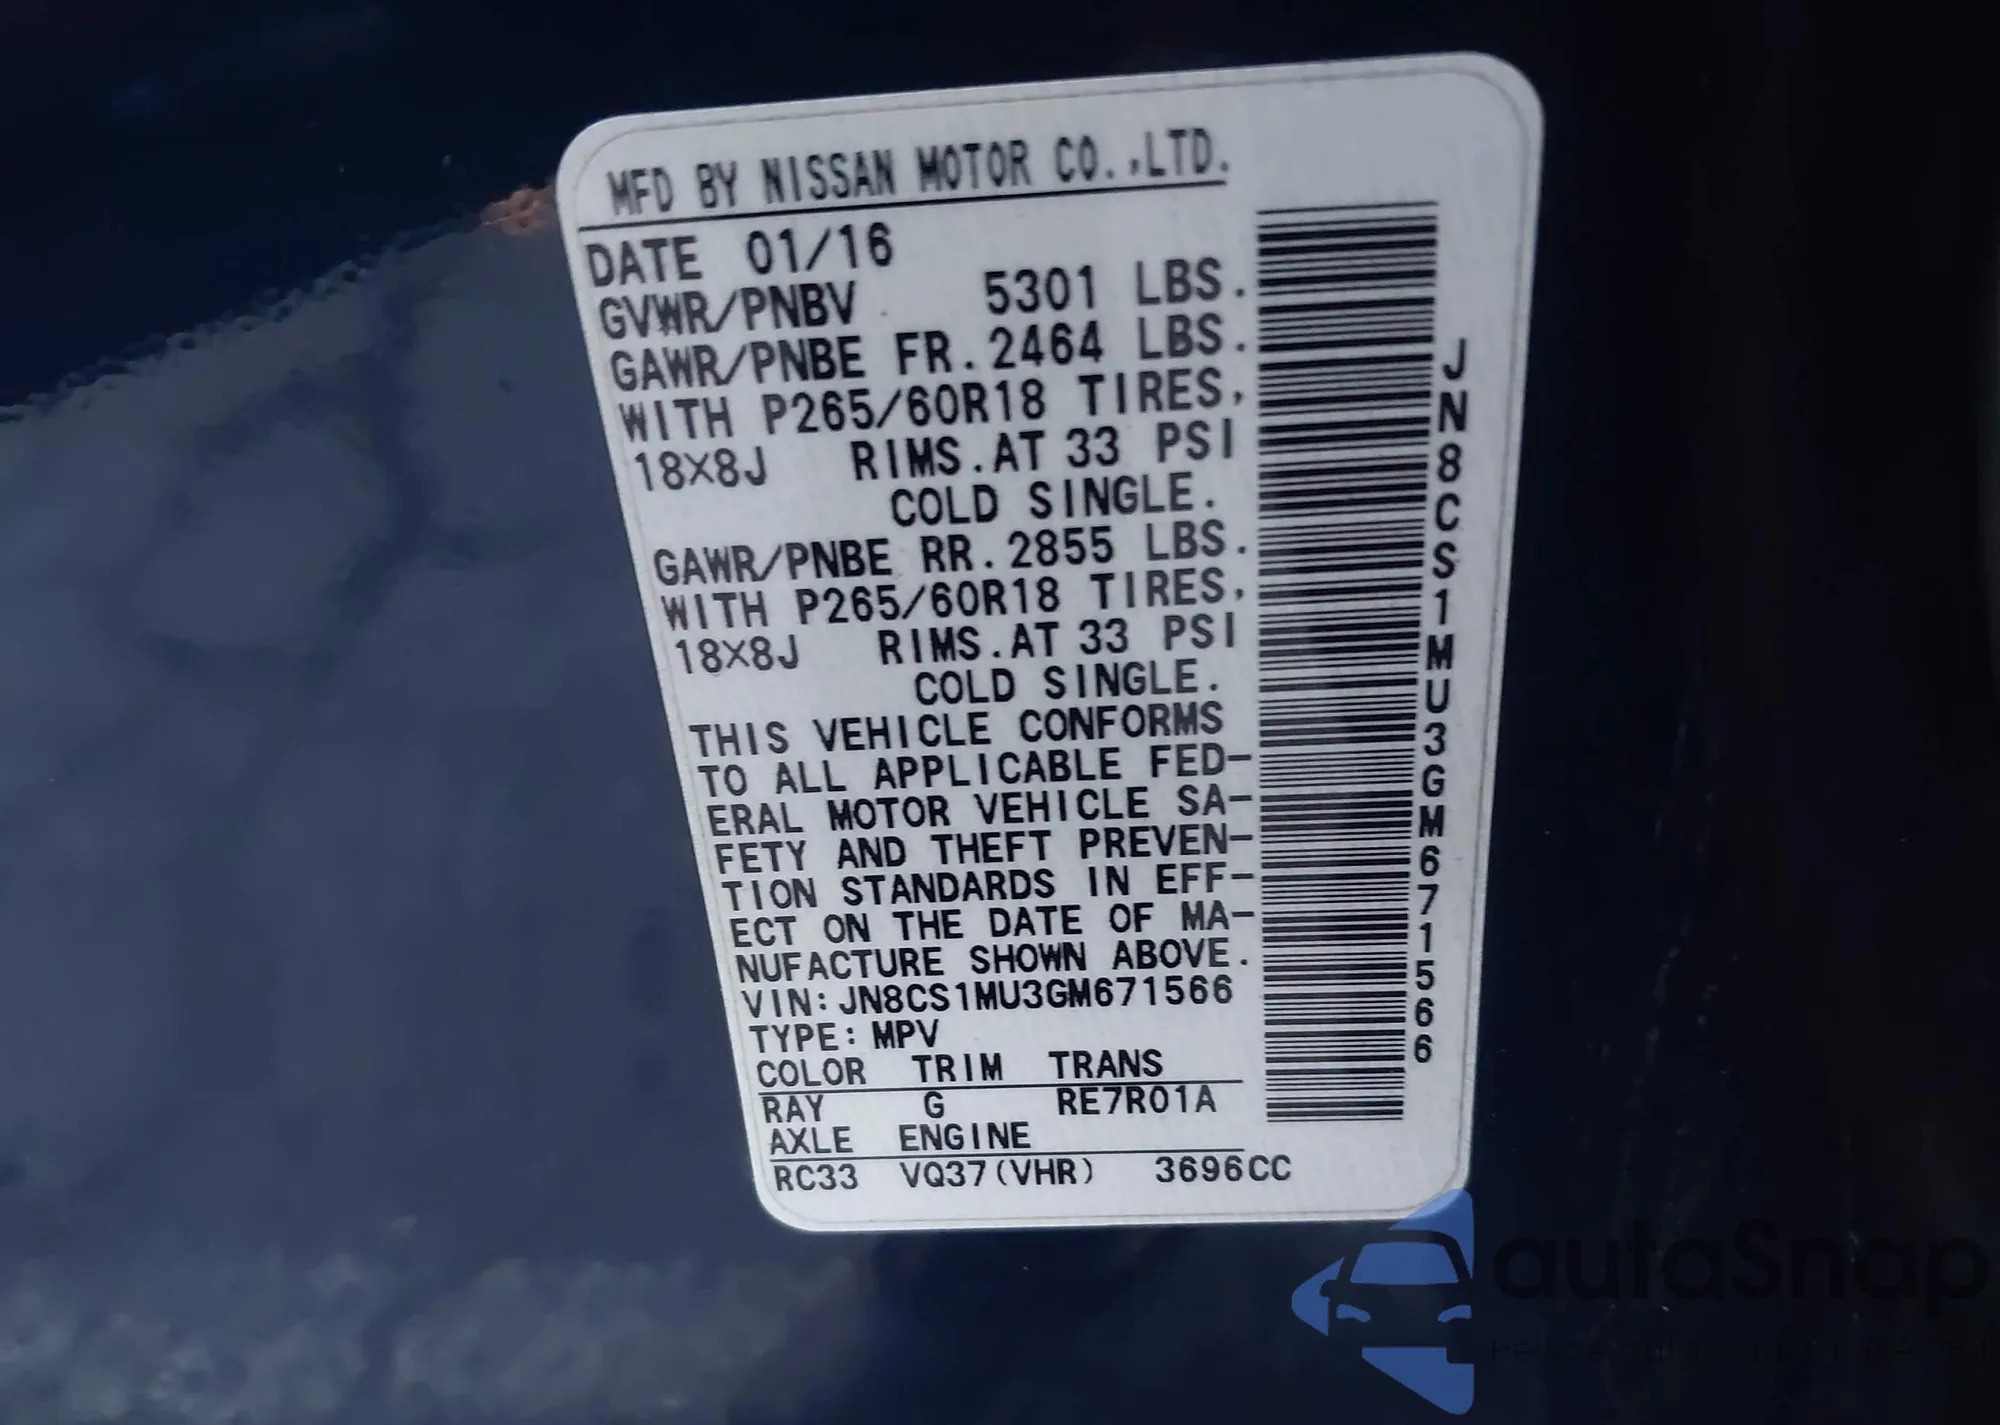 MFD BY NISSAN MOTOR CO.,LTD.
DATE 01/16
GVWR/PNBV 5301 LBS.
GAWR/PNBE FR.2464 LBS.
WITH P265/60R18 TIRES,
18X8J RIMS.AT 33 PSI
COLD SINGLE.
GAWR/PNBE RR.2855 LBS.
WITH P265/60R18 TIRES,
18X8J RIMS.AT 33 PSI
COLD SINGLE.
THIS VEHICLE CONFORMS
TO ALL APPLICABLE FED-
ERAL MOTOR VEHICLE SA-
FETY AND THEFT PREVEN-
TION STANDARDS IN EFF-
ECT ON THE DATE OF MA-
NUFACTURE SHOWN ABOVE.
VIN:JN8CS1MU3GM671566
TYPE:MPV
COLOR TRIM TRANS
RAY G RE7R01A
AXLE ENGINE
RC33 VQ37(VHR) 3696CC
JN8CS1MU3GM671566
autaSnap